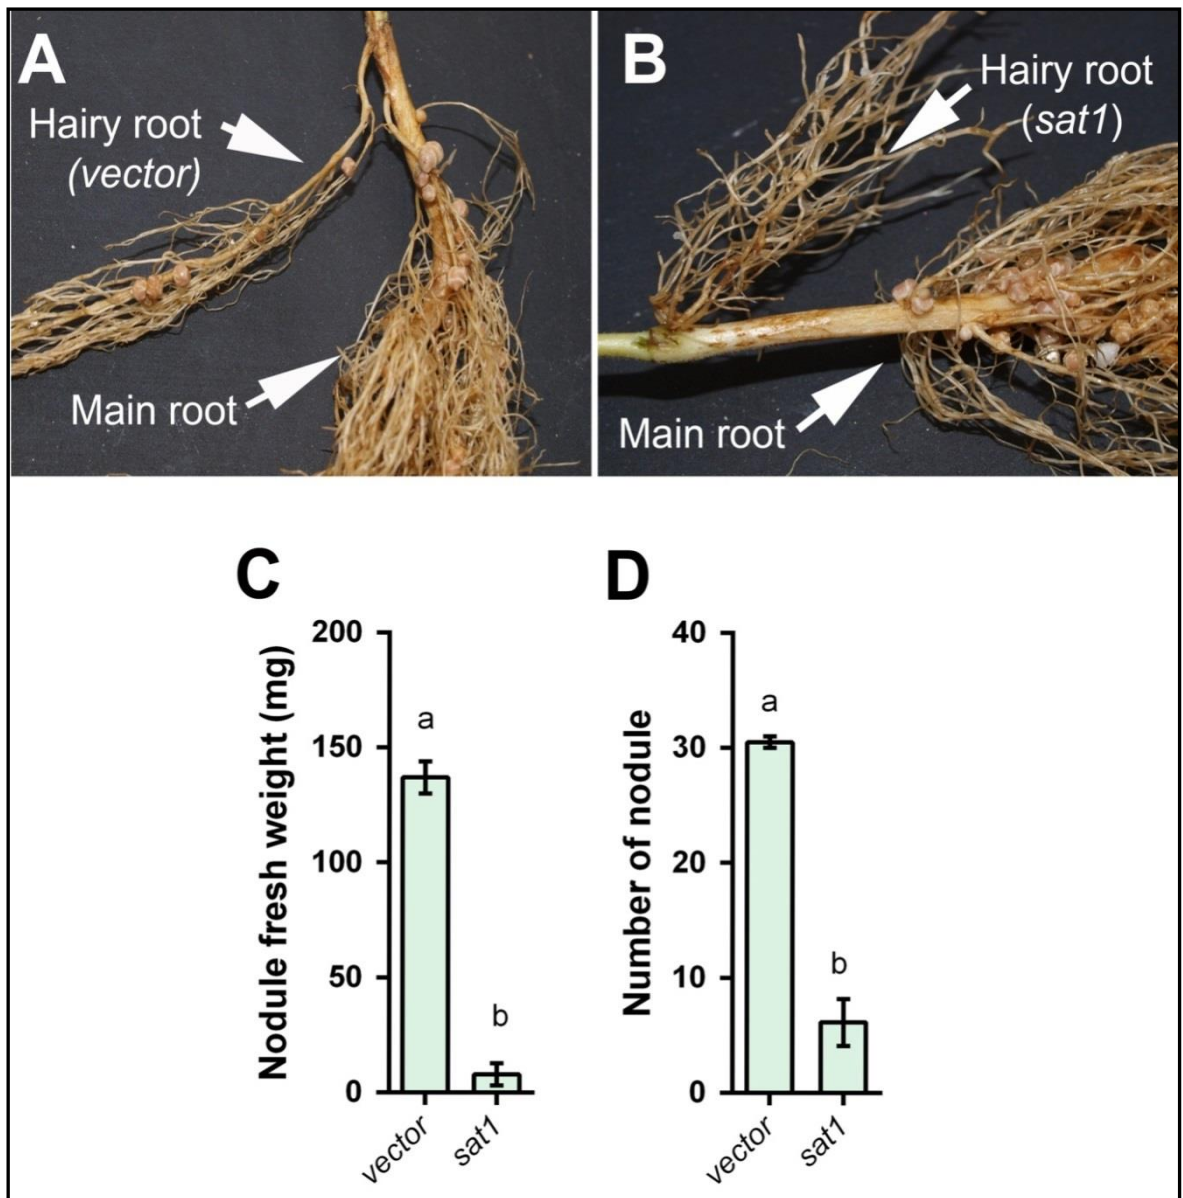 A
Hairy root
(vector)
Main root
B
Hairy root
(sat1)
Main root
C
Nodule fresh weight (mg)
200
150
100
50
0
a
b
vector
sat1
D
Number of nodule
40
30
20
10
0
a
b
vector
sat1